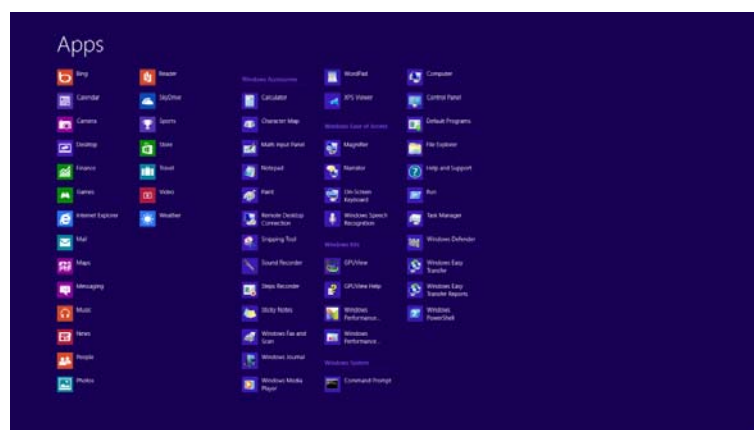 Apps
Bing
Calendar
Camera
Desktop
Finance
Games
Internet Explorer
Mail
Maps
Messaging
Music
News
People
Photos
Reader
SkyDrive
Sports
Store
Travel
Video
Weather
Windows Accessories
Calculator
Character Map
Math Input Panel
Notepad
Paint
Remote Desktop
Connection
Snipping Tool
Sound Recorder
Steps Recorder
Sticky Notes
Windows Fax and
Scan
Windows Journal
Windows Media
Player
WordPad
XPS Viewer
Windows Ease of Access
Magnifier
Narrator
On-Screen
Keyboard
Windows Speech
Recognition
Windows Kits
GPUView
GPUView Help
Windows
Performance...
Windows
Performance...
Windows System
Command Prompt
Computer
Control Panel
Default Programs
File Explorer
Help and Support
Run
Task Manager
Windows Defender
Windows Easy
Transfer
Windows Easy
Transfer Reports
Windows
PowerShell